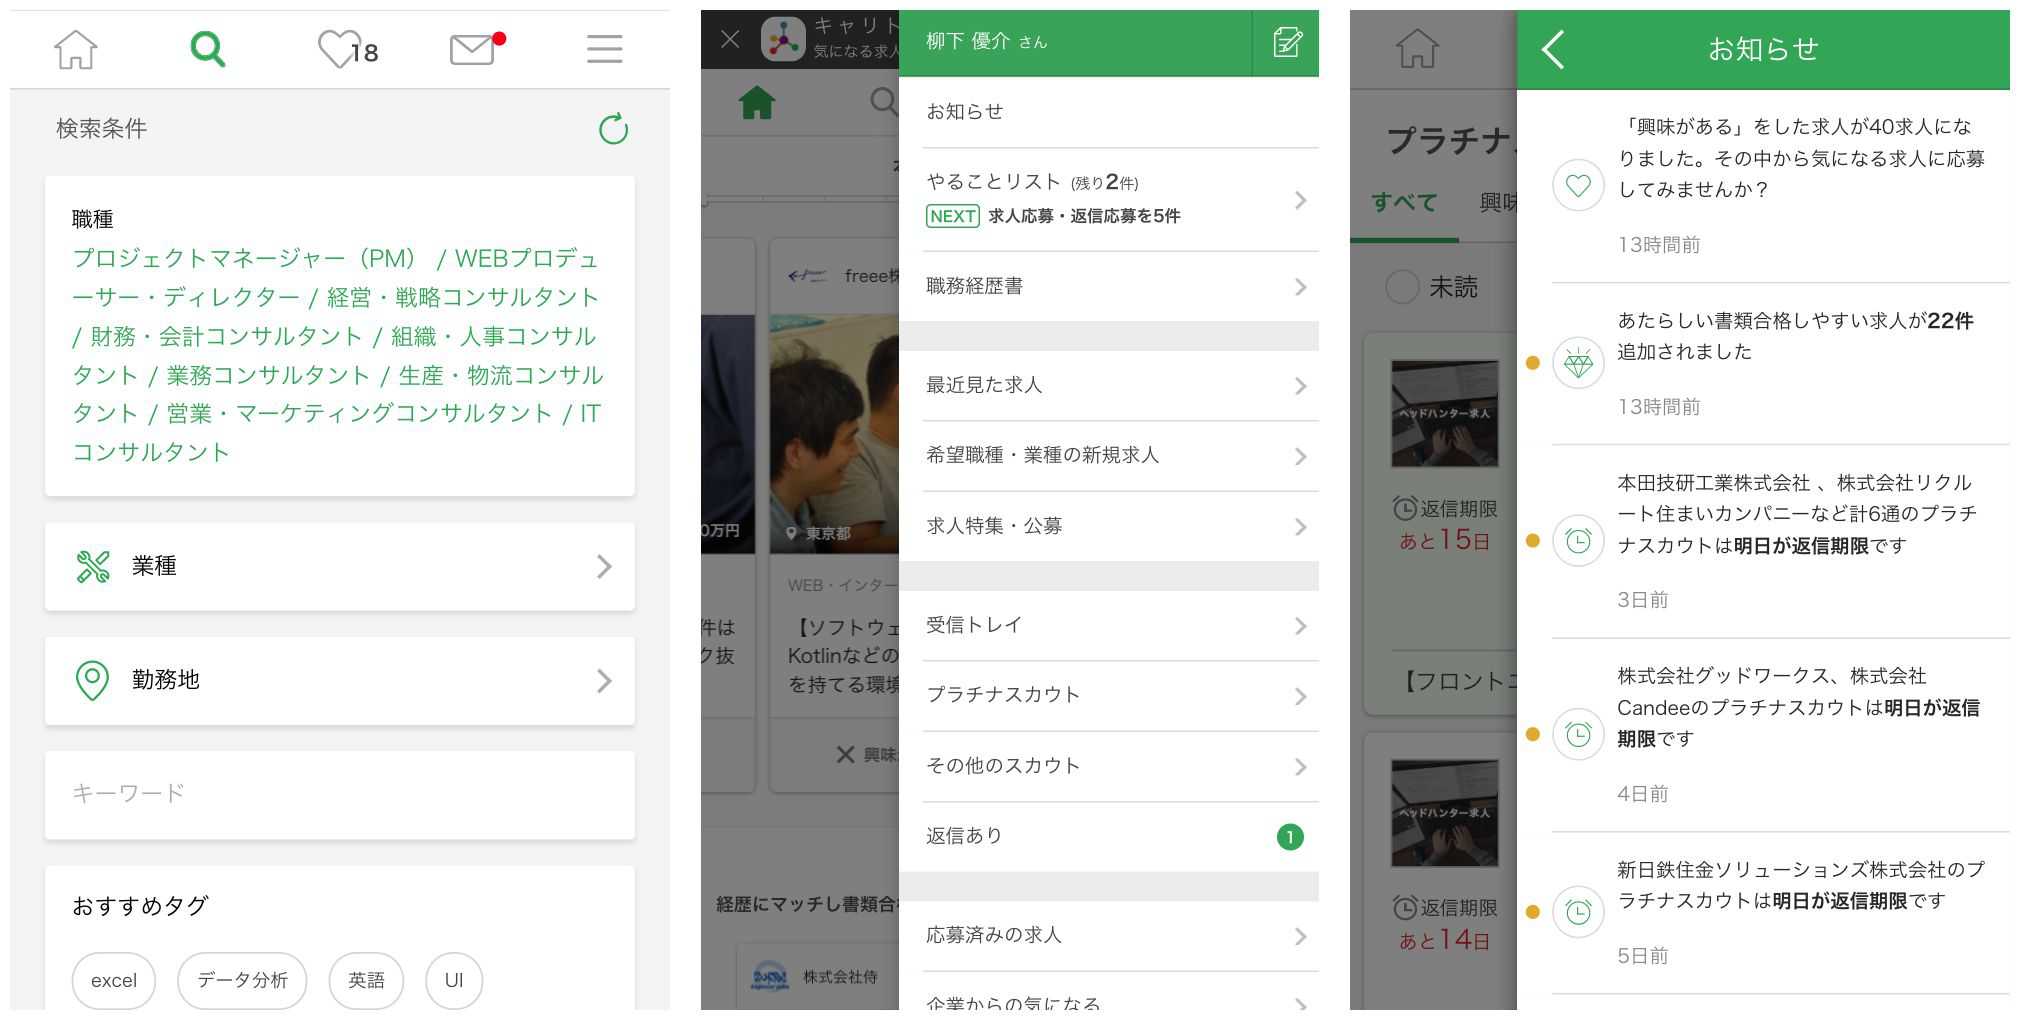 18
検索条件
職種
プロジェクトマネージャー（PM） / WEBプロデュ
ーサー・ディレクター / 経営・戦略コンサルタント
/ 財務・会計コンサルタント / 組織・人事コンサル
タント / 業務コンサルタント / 生産・物流コンサル
タント / 営業・マーケティングコンサルタント / IT
コンサルタント
業種
勤務地
キーワード
おすすめタグ
excel
データ分析
英語
UI
キャリト
気になる求人
freee株
0万円
東京都
WEB・インター
件は
ク抜
【ソフトウェ
Kotlinなどの
を持てる環境
興味
経歴にマッチし書類合
株式会社侍
柳下 優介 さん
お知らせ
やることリスト (残り2件)
NEXT 求人応募・返信応募を5件
職務経歴書
最近見た求人
希望職種・業種の新規求人
求人特集・公募
受信トレイ
プラチナスカウト
その他のスカウト
返信あり
1
応募済みの求人
企業からの気になる
プラチナ
すべて
興味
未読
ヘッドハンター求人
返信期限
あと15日
【フロントエ
ヘッドハンター求人
返信期限
あと14日
お知らせ
「興味がある」をした求人が40求人にな
りました。その中から気になる求人に応募
してみませんか？
13時間前
あたらしい書類合格しやすい求人が22件
追加されました
13時間前
本田技研工業株式会社 、株式会社リクル
ート住まいカンパニーなど計6通のプラチ
ナスカウトは明日が返信期限です
3日前
株式会社グッドワークス、株式会社
Candeeのプラチナスカウトは明日が返信
期限です
4日前
新日鉄住金ソリューションズ株式会社のプ
ラチナスカウトは明日が返信期限です
5日前